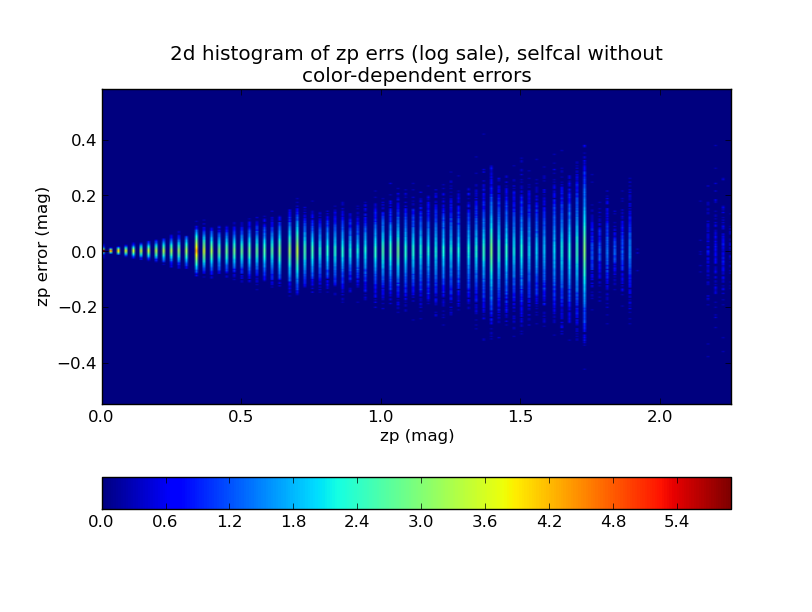 2d histogram of zp errs (log sale), selfcal without
color-dependent errors
zp error (mag)
0.4
0.2
0.0
−0.2
−0.4
0.0 0.5 1.0 1.5 2.0
zp (mag)
0.0 0.6 1.2 1.8 2.4 3.0 3.6 4.2 4.8 5.4